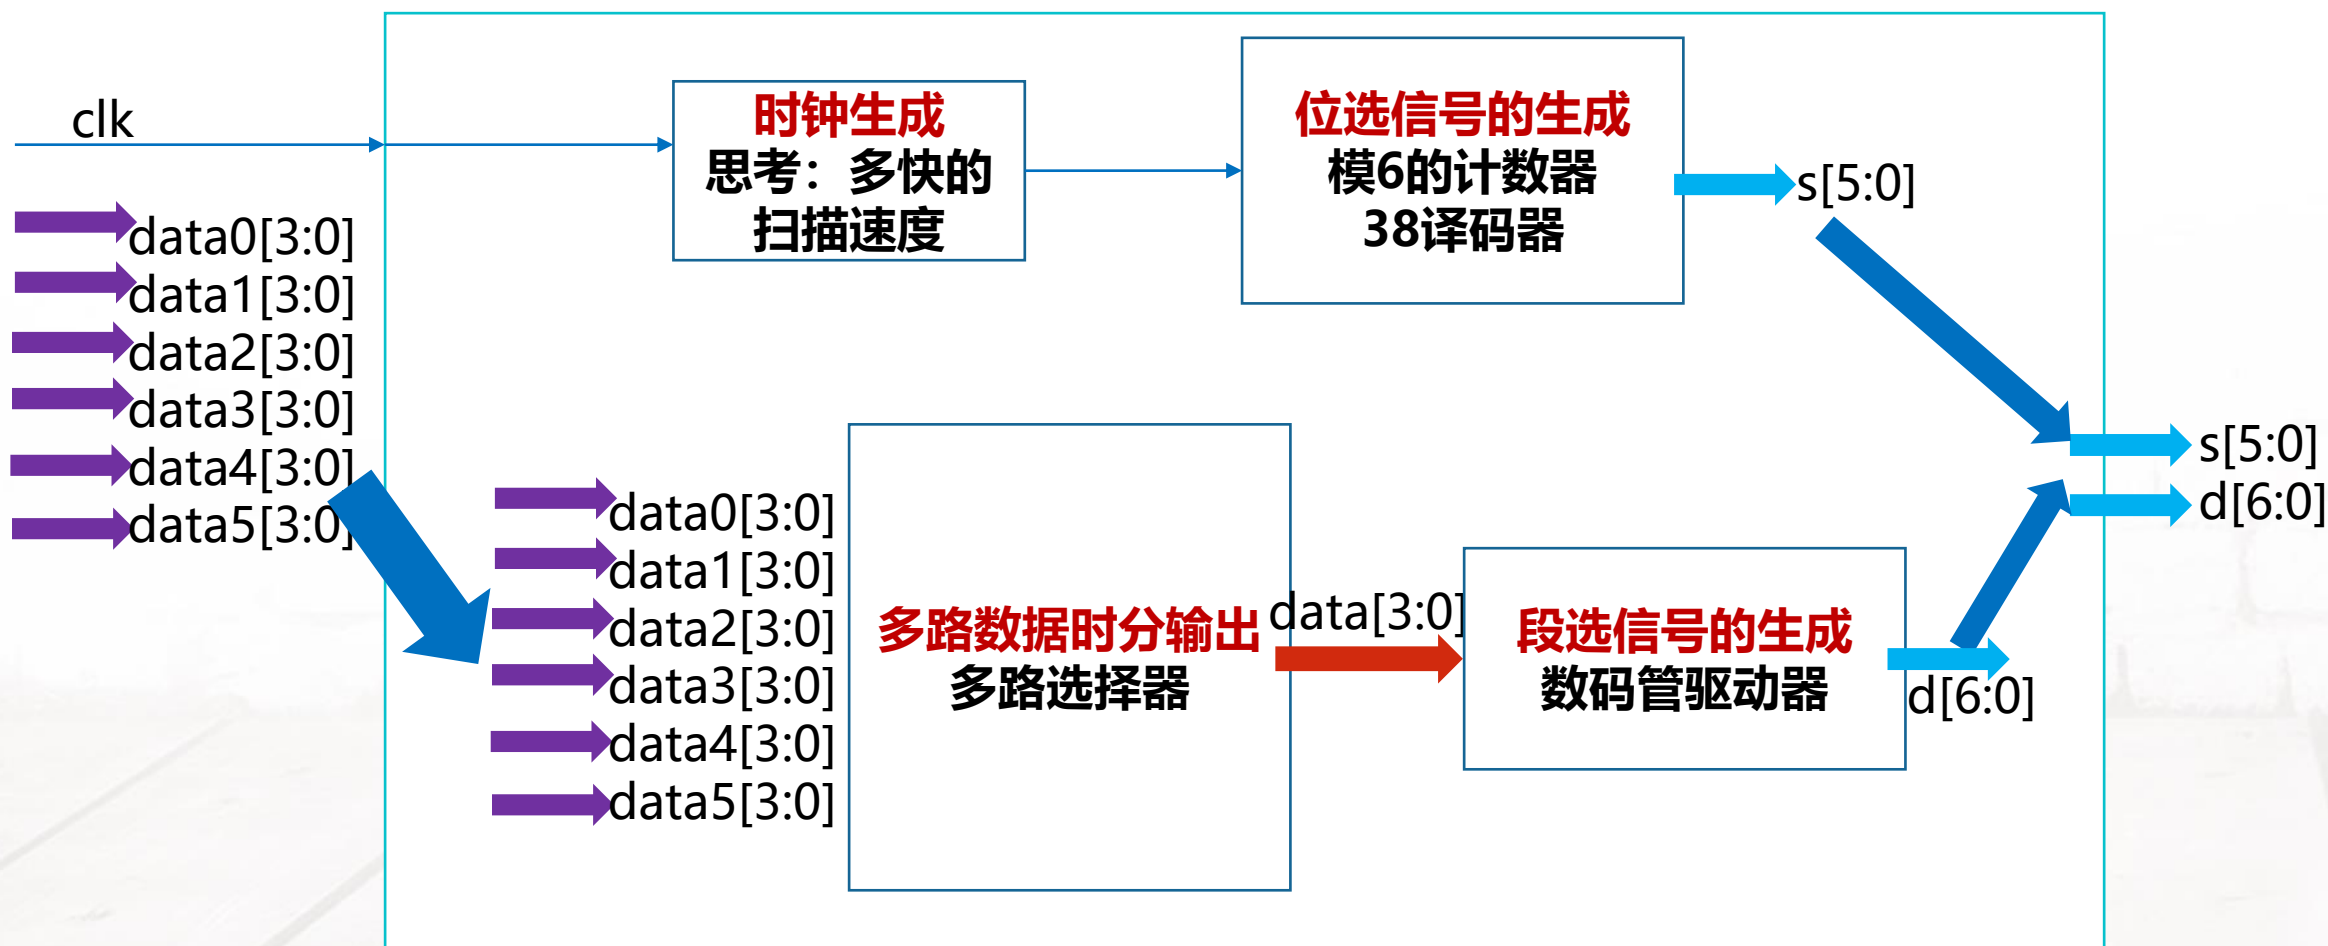 clk
data0[3:0]
data1[3:0]
data2[3:0]
data3[3:0]
data4[3:0]
data5[3:0]
时钟生成
思考：多快的
扫描速度
位选信号的生成
模6的计数器
38译码器
s[5:0]
data0[3:0]
data1[3:0]
data2[3:0]
data3[3:0]
data4[3:0]
data5[3:0]
多路数据时分输出
多路选择器
data[3:0]
段选信号的生成
数码管驱动器
d[6:0]
s[5:0]
d[6:0]